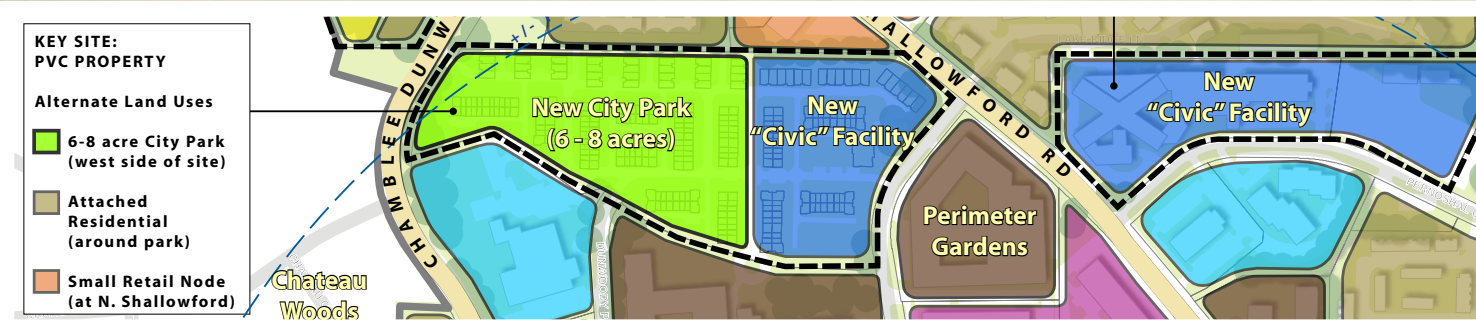 KEY SITE:
PVC PROPERTY
Alternate Land Uses
6-8 acre City Park
(west side of site)
Attached
Residential
(around park)
Small Retail Node
(at N. Shallowford)
+/-
CHAMBLEE DUNW
New City Park
(6 - 8 acres)
New
“Civic” Facility
ALLOWFORD RD
New
“Civic” Facility
Perimeter
Gardens
Chateau
Woods